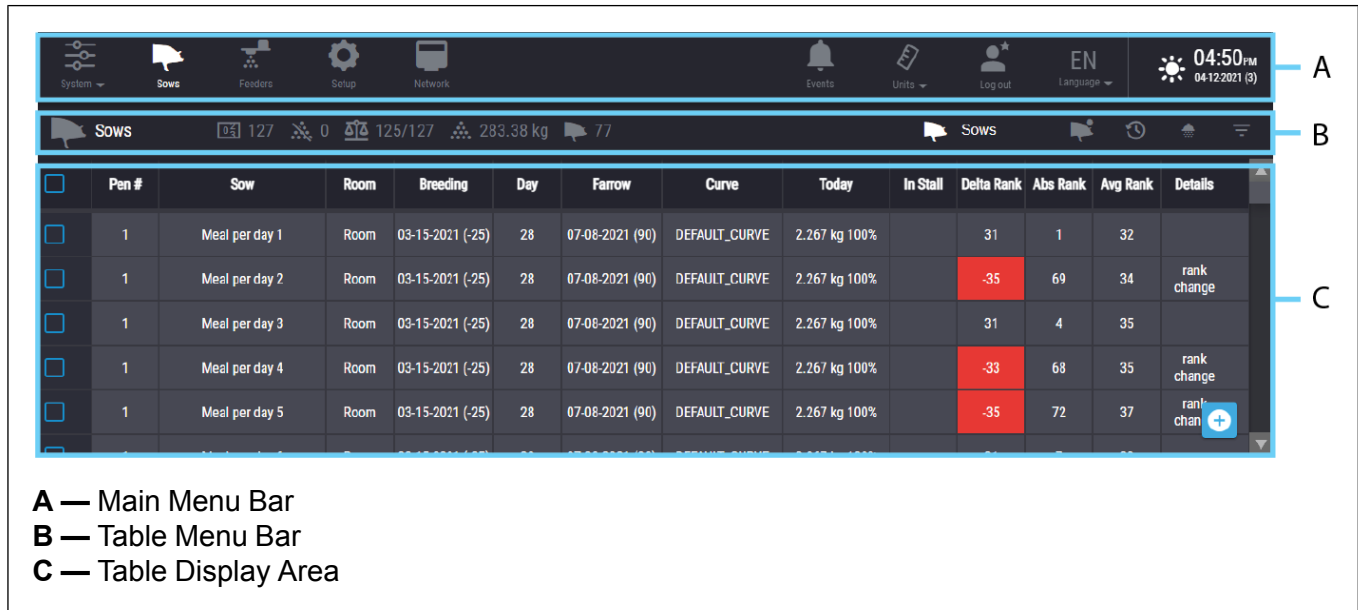 System Sows Feeders Setup Network Events Units Log out EN Language 04:50PM 04-12-2021 (3) A
Sows 127 0 125/127 283.38 kg 77 Sows B
Pen # Sow Room Breeding Day Farrow Curve Today In Stall Delta Rank Abs Rank Avg Rank Details
1 Meal per day 1 Room 03-15-2021 (-25) 28 07-08-2021 (90) DEFAULT_CURVE 2.267 kg 100% 31 1 32
1 Meal per day 2 Room 03-15-2021 (-25) 28 07-08-2021 (90) DEFAULT_CURVE 2.267 kg 100% -35 69 34 rank change
C
1 Meal per day 3 Room 03-15-2021 (-25) 28 07-08-2021 (90) DEFAULT_CURVE 2.267 kg 100% 31 4 35
1 Meal per day 4 Room 03-15-2021 (-25) 28 07-08-2021 (90) DEFAULT_CURVE 2.267 kg 100% -33 68 35 rank change
1 Meal per day 5 Room 03-15-2021 (-25) 28 07-08-2021 (90) DEFAULT_CURVE 2.267 kg 100% -35 72 37
A — Main Menu Bar
B — Table Menu Bar
C — Table Display Area